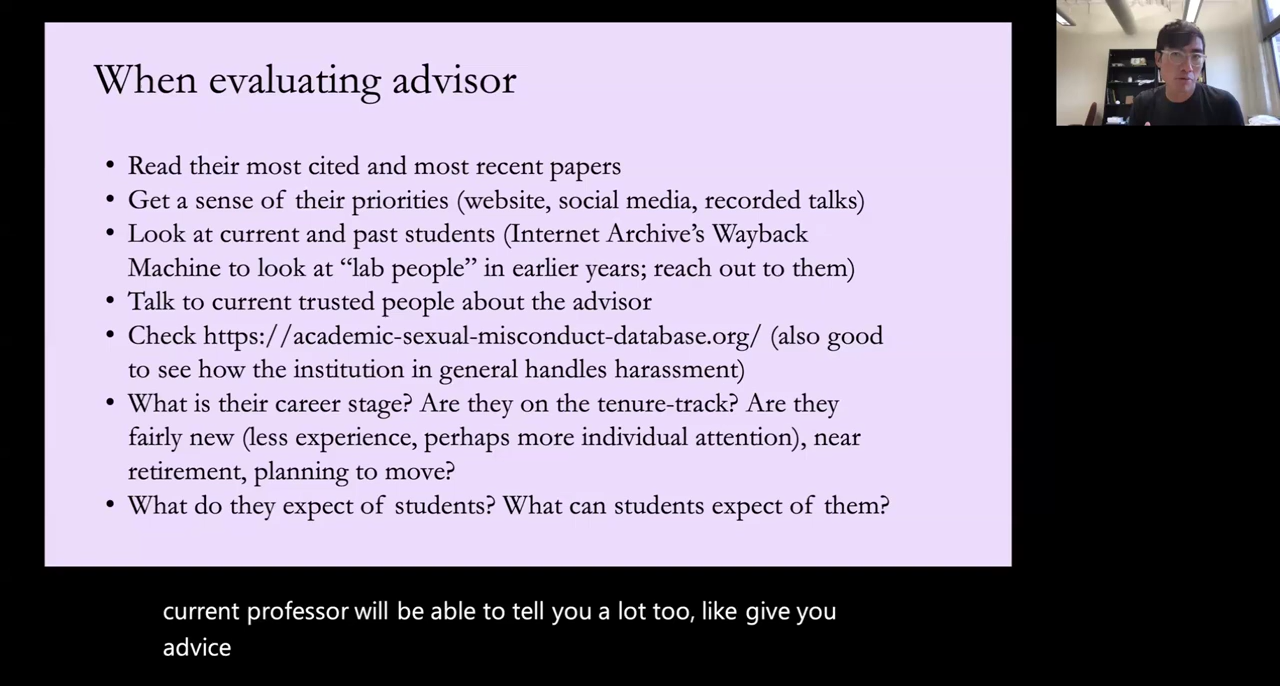 When evaluating advisor
• Read their most cited and most recent papers
• Get a sense of their priorities (website, social media, recorded talks)
• Look at current and past students (Internet Archive’s Wayback
Machine to look at “lab people” in earlier years; reach out to them)
• Talk to current trusted people about the advisor
• Check https://academic-sexual-misconduct-database.org/ (also good
to see how the institution in general handles harassment)
• What is their career stage? Are they on the tenure-track? Are they
fairly new (less experience, perhaps more individual attention), near
retirement, planning to move?
• What do they expect of students? What can students expect of them?
current professor will be able to tell you a lot too, like give you
advice